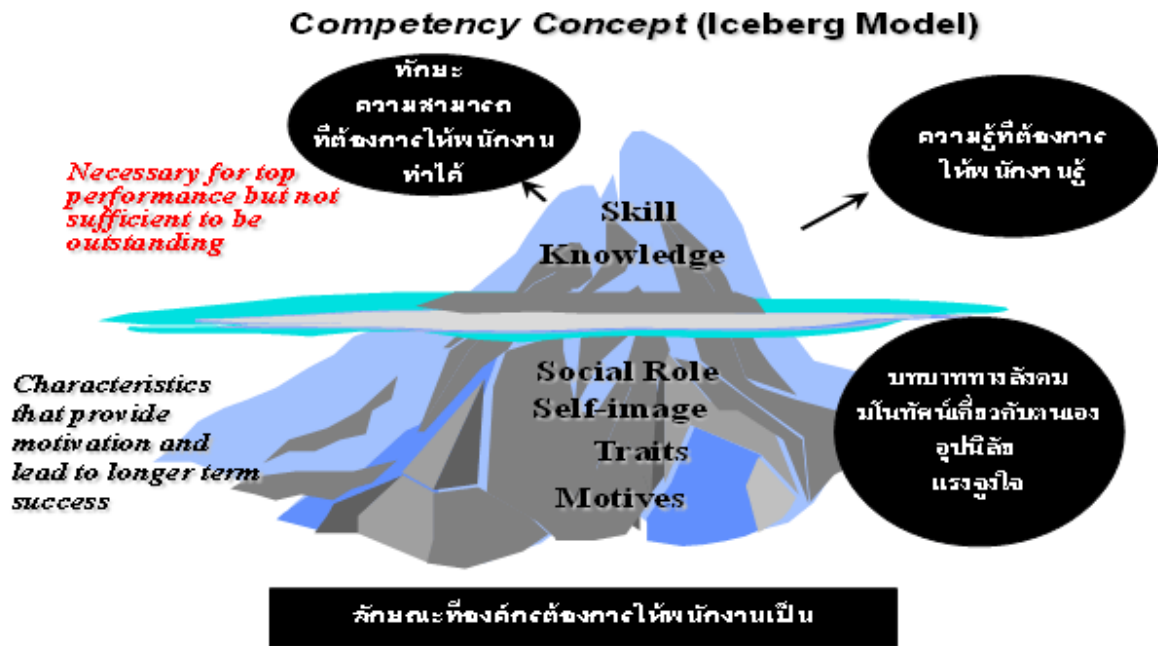 Competency Concept (Iceberg Model)
ทักษะ
ความสามารถ
ที่ต้องการให้พนักงาน
ทำได้
ความรู้ที่ต้องการ
ให้พนักงานรู้
Necessary for top
performance but not
sufficient to be
outstanding
Skill
Knowledge
Characteristics
that provide
motivation and
lead to longer term
success
Social Role
Self-image
Traits
Motives
บทบาททางสังคม
มโนทัศน์เกี่ยวกับตนเอง
อุปนิสัย
แรงจูงใจ
ลักษณะที่องค์กรต้องการให้พนักงานเป็น